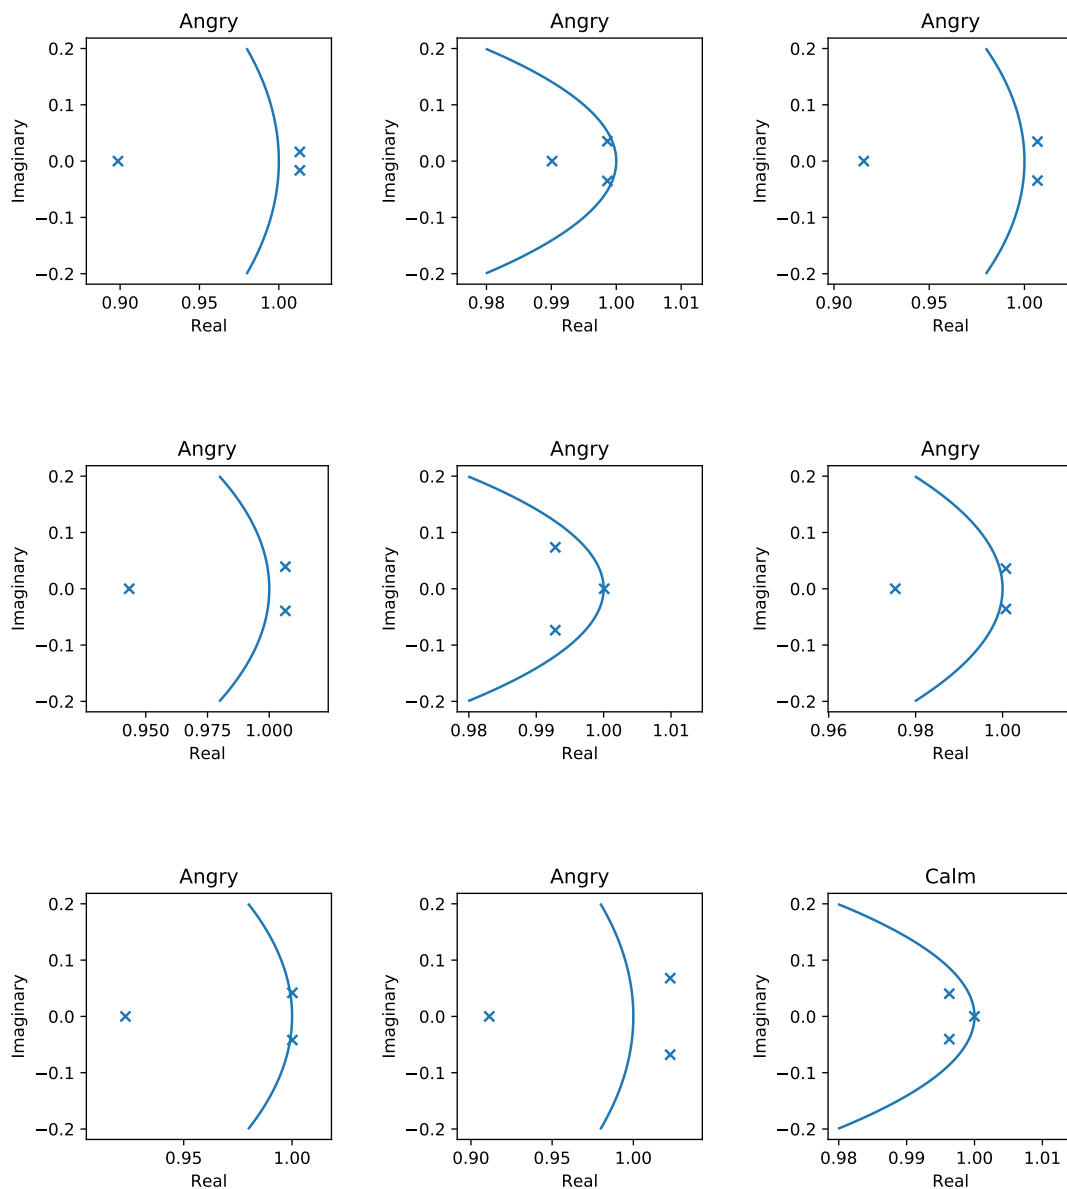 Angry Angry Angry
0.2 0.2 0.2
0.1 0.1 0.1
0.0 0.0 0.0
−0.1 −0.1 −0.1
−0.2 −0.2 −0.2
Imaginary Imaginary Imaginary
0.90 0.95 1.00 0.98 0.99 1.00 1.01 0.90 0.95 1.00
Real Real Real
Angry Angry Angry
0.2 0.2 0.2
0.1 0.1 0.1
0.0 0.0 0.0
−0.1 −0.1 −0.1
−0.2 −0.2 −0.2
Imaginary Imaginary Imaginary
0.950 0.975 1.000 0.98 0.99 1.00 1.01 0.96 0.98 1.00
Real Real Real
Angry Angry Calm
0.2 0.2 0.2
0.1 0.1 0.1
0.0 0.0 0.0
−0.1 −0.1 −0.1
−0.2 −0.2 −0.2
Imaginary Imaginary Imaginary
0.95 1.00 0.90 0.95 1.00 0.98 0.99 1.00 1.01
Real Real Real